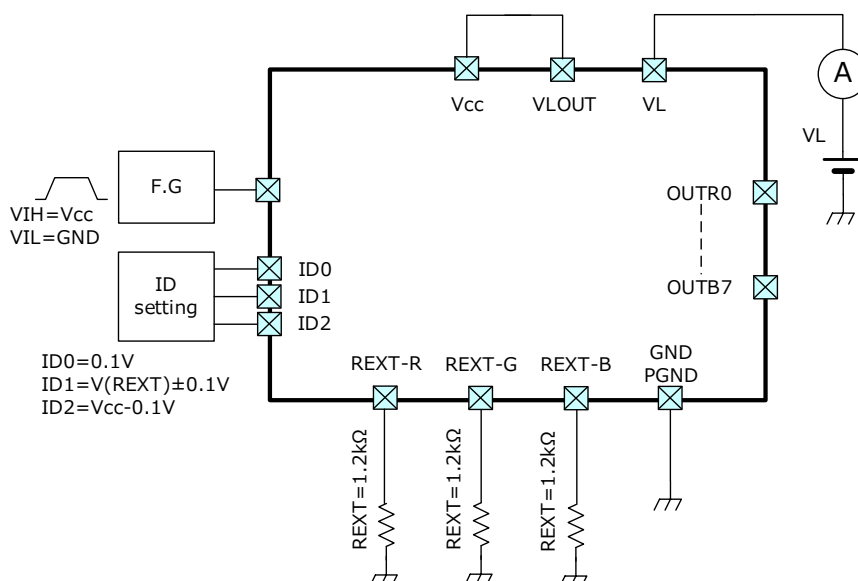 A
Vcc
VLOUT
VL
VL
F.G
VIH=Vcc
VIL=GND
OUTR0
OUTB7
ID
setting
ID0
ID1
ID2
ID0=0.1V
ID1=V(REXT)±0.1V
ID2=Vcc-0.1V
REXT-R
REXT-G
REXT-B
GND
PGND
REXT=1.2kΩ
REXT=1.2kΩ
REXT=1.2kΩ